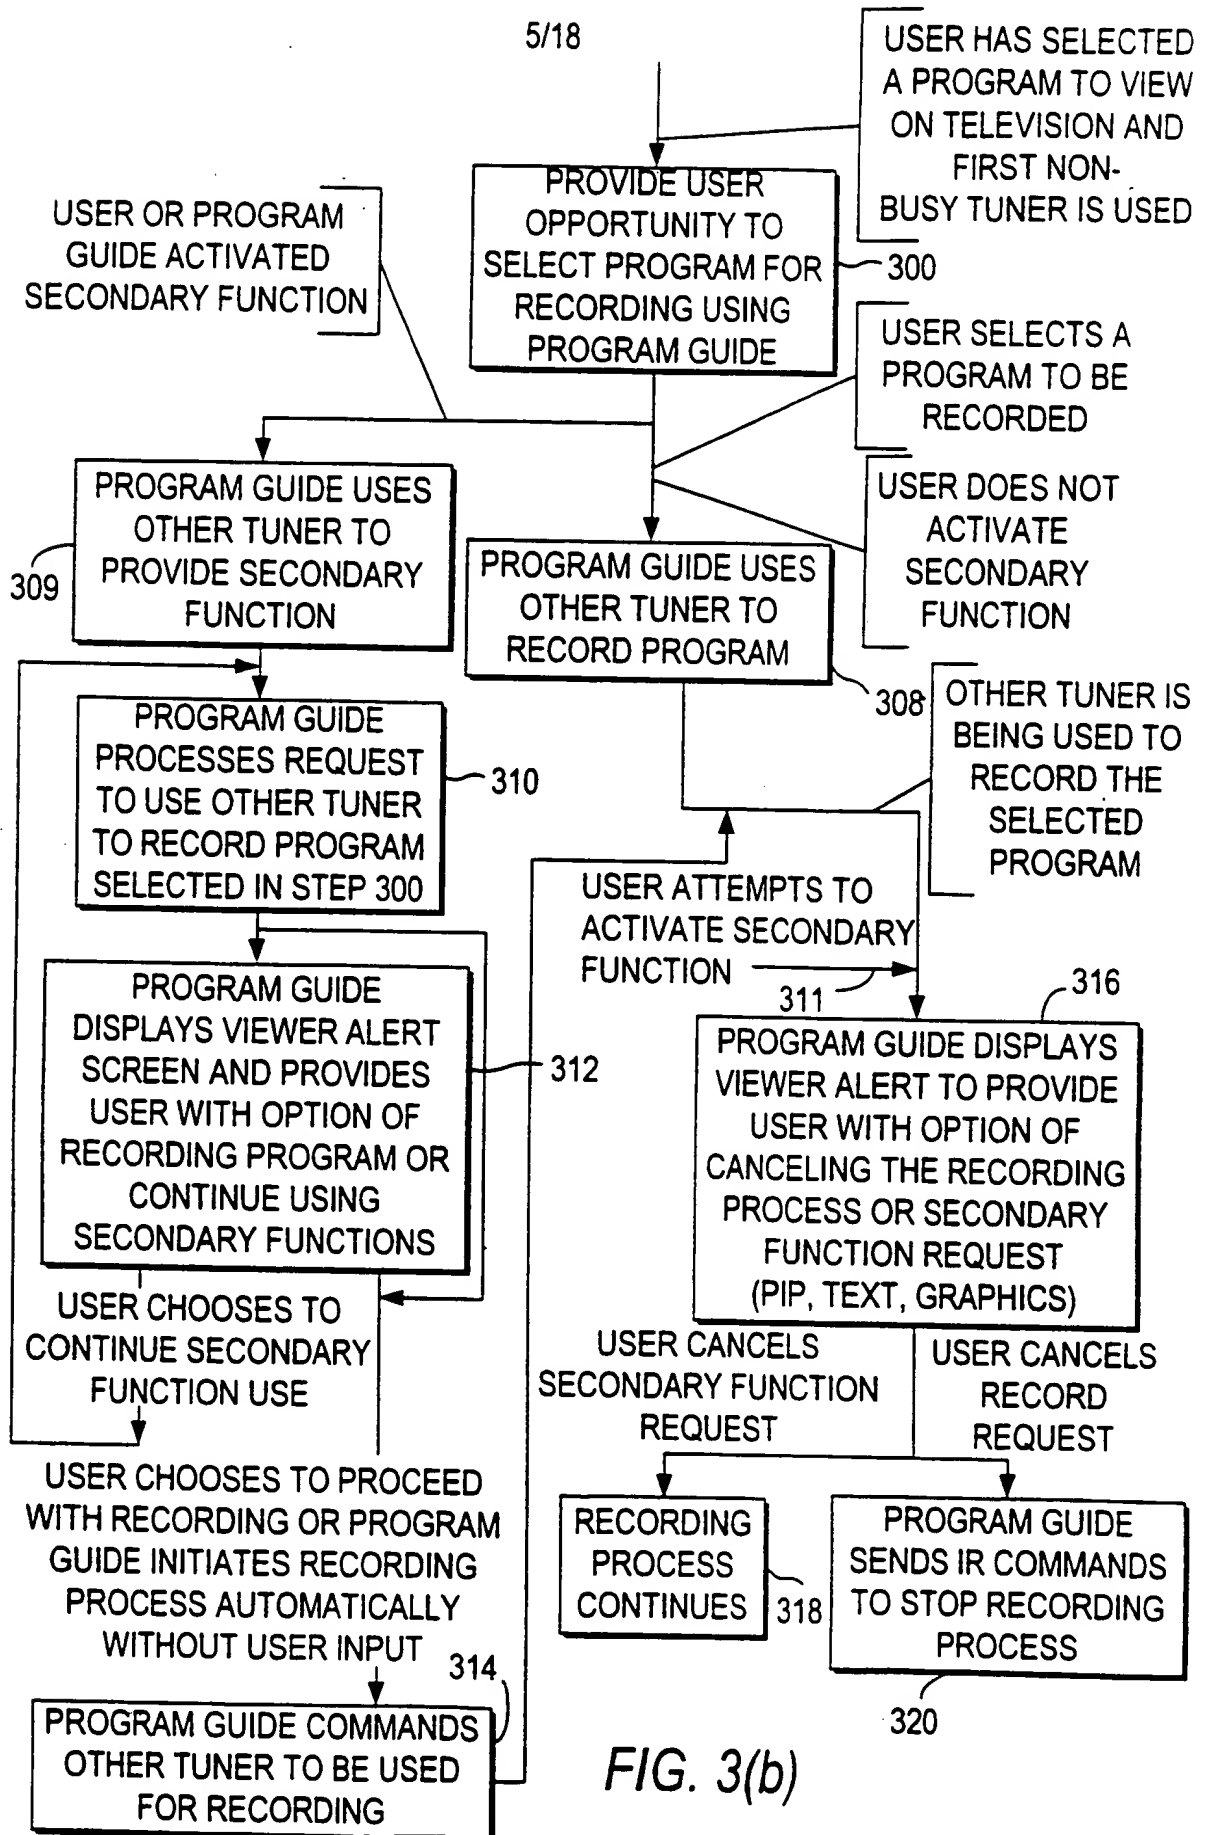 5/18
USER HAS SELECTED
A PROGRAM TO VIEW
ON TELEVISION AND
FIRST NON-
BUSY TUNER IS USED
PROVIDE USER
OPPORTUNITY TO
SELECT PROGRAM FOR
RECORDING USING
PROGRAM GUIDE
300
USER OR PROGRAM
GUIDE ACTIVATED
SECONDARY FUNCTION
USER SELECTS A
PROGRAM TO BE
RECORDED
USER DOES NOT
ACTIVATE
SECONDARY
FUNCTION
PROGRAM GUIDE USES
OTHER TUNER TO
PROVIDE SECONDARY
FUNCTION
309
PROGRAM GUIDE USES
OTHER TUNER TO
RECORD PROGRAM
308
OTHER TUNER IS
BEING USED TO
RECORD THE
SELECTED
PROGRAM
PROGRAM GUIDE
PROCESSES REQUEST
TO USE OTHER TUNER
TO RECORD PROGRAM
SELECTED IN STEP 300
310
USER ATTEMPTS TO
ACTIVATE SECONDARY
FUNCTION
311
PROGRAM GUIDE
DISPLAYS VIEWER ALERT
SCREEN AND PROVIDES
USER WITH OPTION OF
RECORDING PROGRAM OR
CONTINUE USING
SECONDARY FUNCTIONS
312
316
PROGRAM GUIDE DISPLAYS
VIEWER ALERT TO PROVIDE
USER WITH OPTION OF
CANCELING THE RECORDING
PROCESS OR SECONDARY
FUNCTION REQUEST
(PIP, TEXT, GRAPHICS)
USER CHOOSES TO
CONTINUE SECONDARY
FUNCTION USE
USER CANCELS
SECONDARY FUNCTION
REQUEST
USER CANCELS
RECORD
REQUEST
USER CHOOSES TO PROCEED
WITH RECORDING OR PROGRAM
GUIDE INITIATES RECORDING
PROCESS AUTOMATICALLY
WITHOUT USER INPUT
RECORDING
PROCESS
CONTINUES
318
PROGRAM GUIDE
SENDS IR COMMANDS
TO STOP RECORDING
PROCESS
320
314
PROGRAM GUIDE COMMANDS
OTHER TUNER TO BE USED
FOR RECORDING
FIG. 3(b)